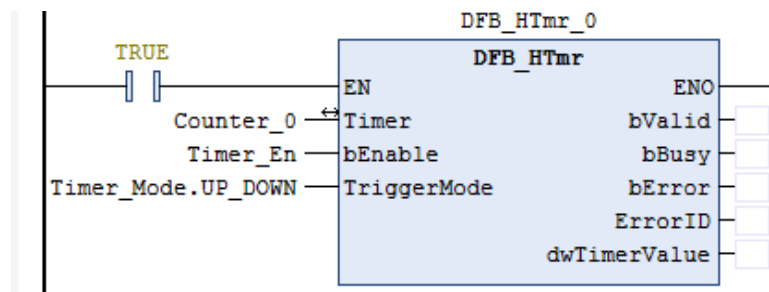 DFB_HTmr_0
TRUE
DFB_HTmr
EN ENO
Counter_0 Timer bValid
Timer_En bEnable bBusy
Timer_Mode.UP_DOWN TriggerMode bError
ErrorID
dwTimerValue